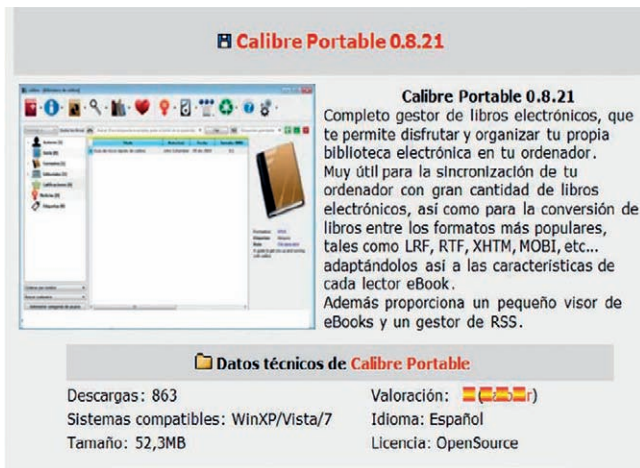 Calibre Portable 0.8.21
Calibre Portable 0.8.21
Completo gestor de libros electrónicos, que
te permite disfrutar y organizar tu propia
biblioteca electrónica en tu ordenador.
Muy útil para la sincronización de tu
ordenador con gran cantidad de libros
electrónicos, así como para la conversión de
libros entre los formatos más populares,
tales como LRF, RTF, XHTM, MOBI, etc...
adaptándolos así a las características de
cada lector eBook.
Además proporciona un pequeño visor de
eBooks y un gestor de RSS.
Datos técnicos de Calibre Portable
Descargas: 863
Valoración:
Sistemas compatibles: WinXP/Vista/7
Idioma: Español
Tamaño: 52,3MB
Licencia: OpenSource